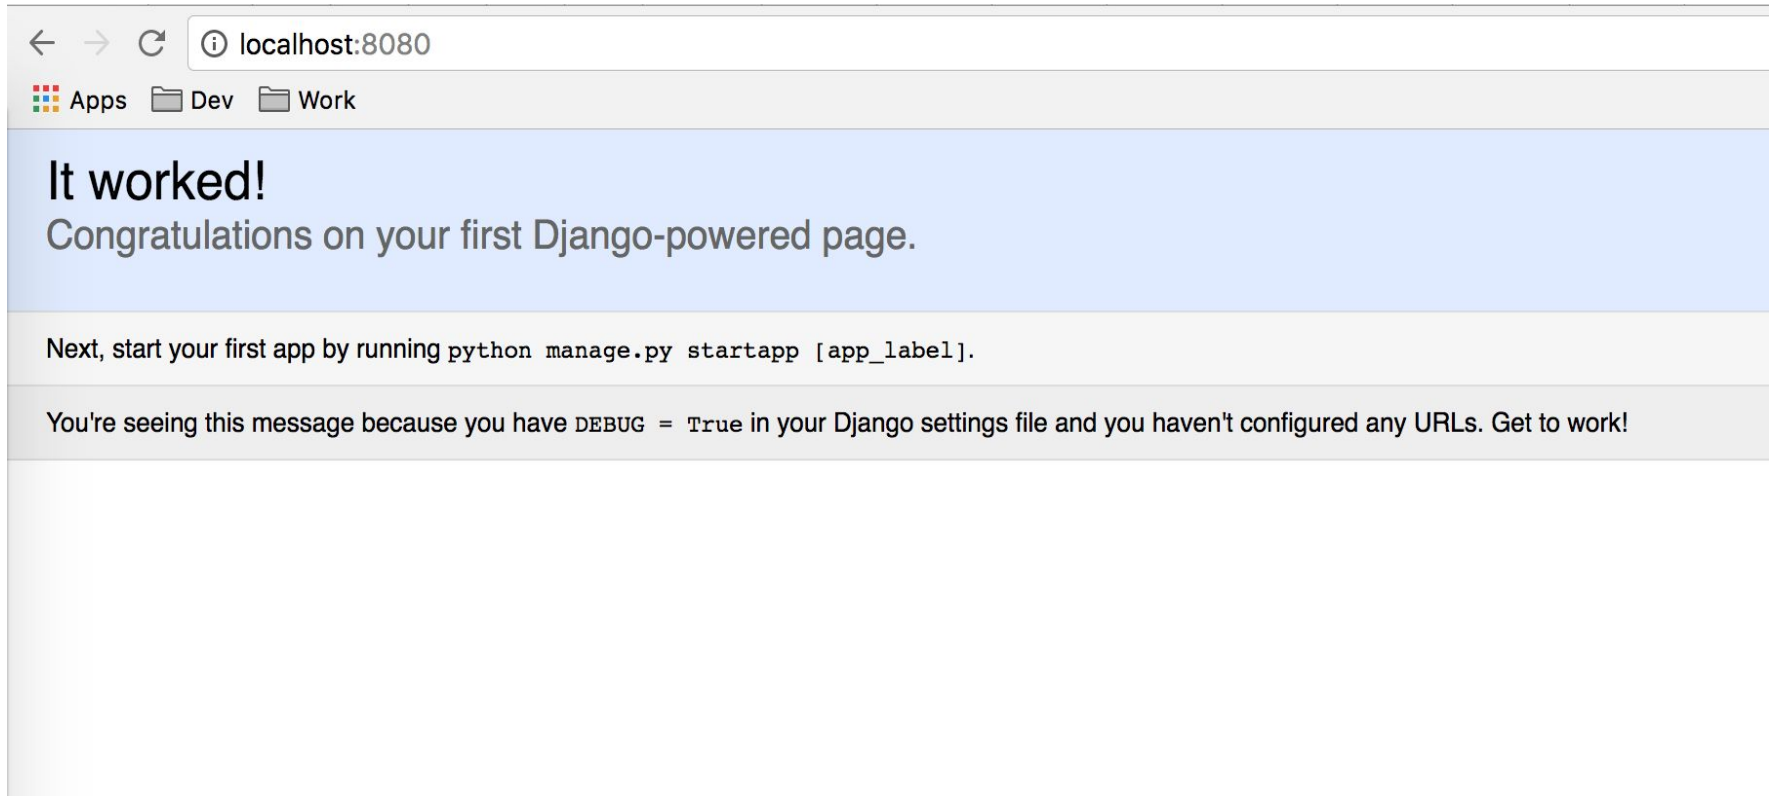 localhost:8080
Apps Dev Work
It worked!
Congratulations on your first Django-powered page.
Next, start your first app by running python manage.py startapp [app_label].
You're seeing this message because you have DEBUG = True in your Django settings file and you haven't configured any URLs. Get to work!